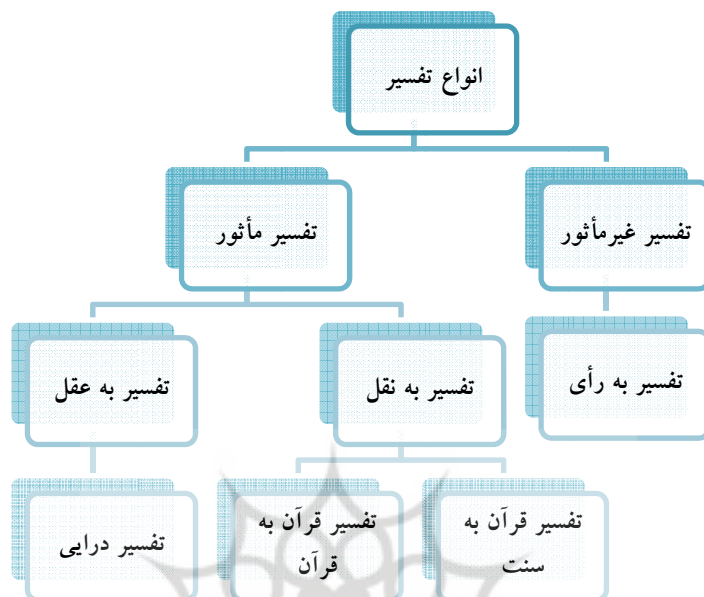 انواع تفسیر
تفسیر غیرمأثور
تفسیر مأثور
تفسیر به رأی
تفسیر به نقل
تفسیر به عقل
تفسیر قرآن به
سنت
تفسیر قرآن به
قرآن
تفسیر درایی